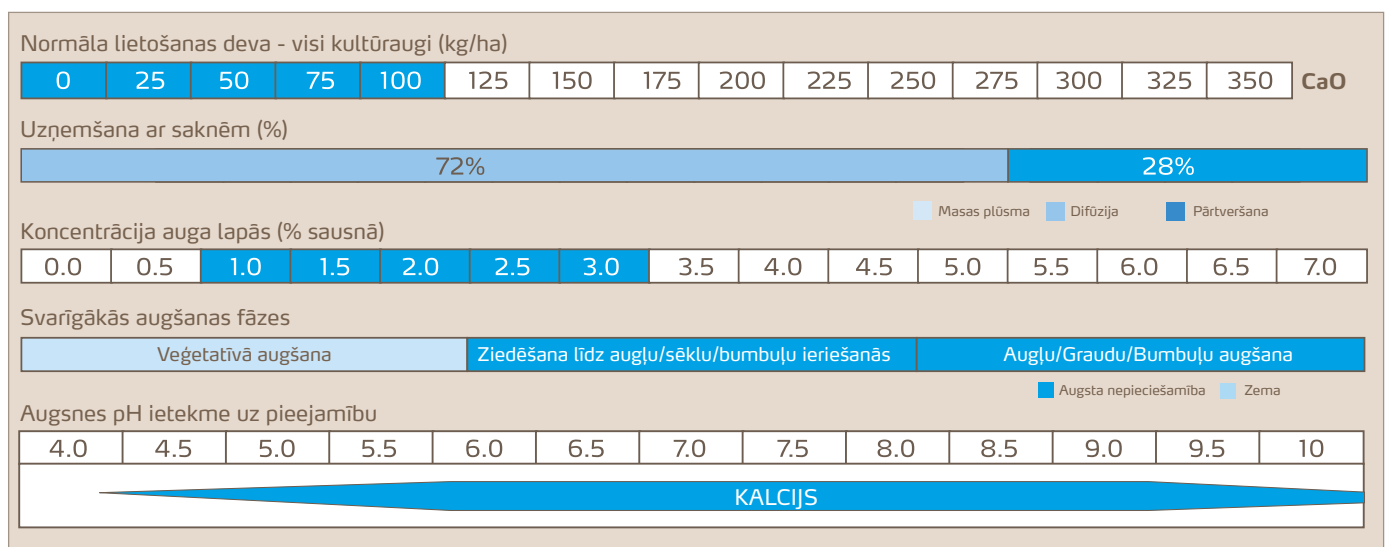 Normāla lietošanas deva - visi kultūraugi (kg/ha)
0 25 50 75 100 125 150 175 200 225 250 275 300 325 350 CaO
Uzņemšana ar saknēm (%)
72% 28%
Masas plūsma Difūzija Pārtveršana
Koncentrācija auga lapās (% sausnā)
0.0 0.5 1.0 1.5 2.0 2.5 3.0 3.5 4.0 4.5 5.0 5.5 6.0 6.5 7.0
Svarīgākās augšanas fāzes
Veģetatīvā augšana Ziedēšana līdz augļu/sēklu/bumbuļu ieriešanās Augļu/Graudu/Bumbuļu augšana
Augsta nepieciešamība Zema
Augsnes pH ietekme uz pieejamību
4.0 4.5 5.0 5.5 6.0 6.5 7.0 7.5 8.0 8.5 9.0 9.5 10
KALCIJS